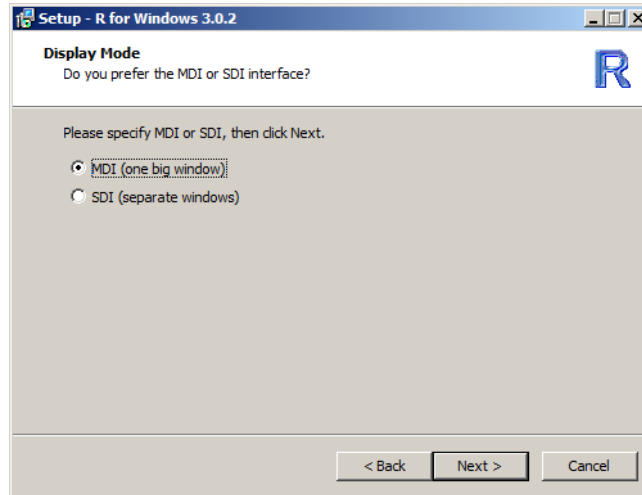 Setup - R for Windows 3.0.2
Display Mode
Do you prefer the MDI or SDI interface?
R
Please specify MDI or SDI, then click Next.
MDI (one big window)
SDI (separate windows)
< Back Next > Cancel